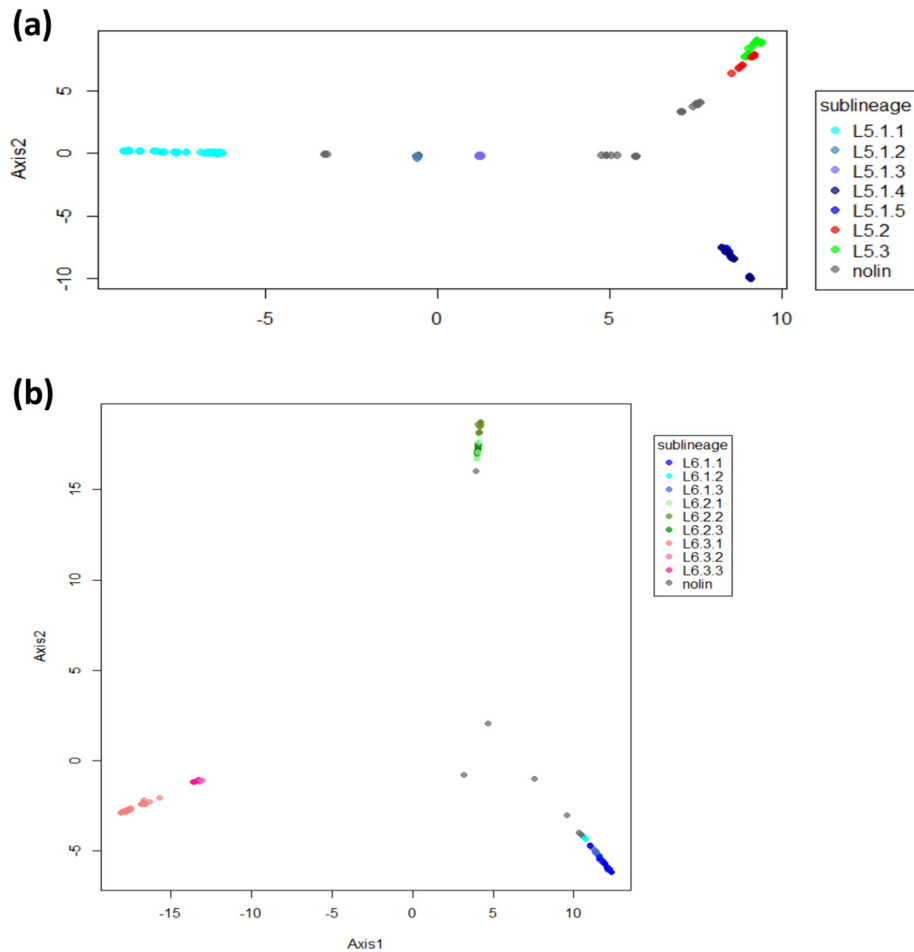 (a)
Axis2
5
0
-5
-10
-5
0
5
10
sublineage
L5.1.1
L5.1.2
L5.1.3
L5.1.4
L5.1.5
L5.2
L5.3
nolin
(b)
Axis2
15
10
5
0
-5
-15
-10
-5
0
5
10
Axis1
sublineage
L6.1.1
L6.1.2
L6.1.3
L6.2.1
L6.2.2
L6.2.3
L6.3.1
L6.3.2
L6.3.3
nolin